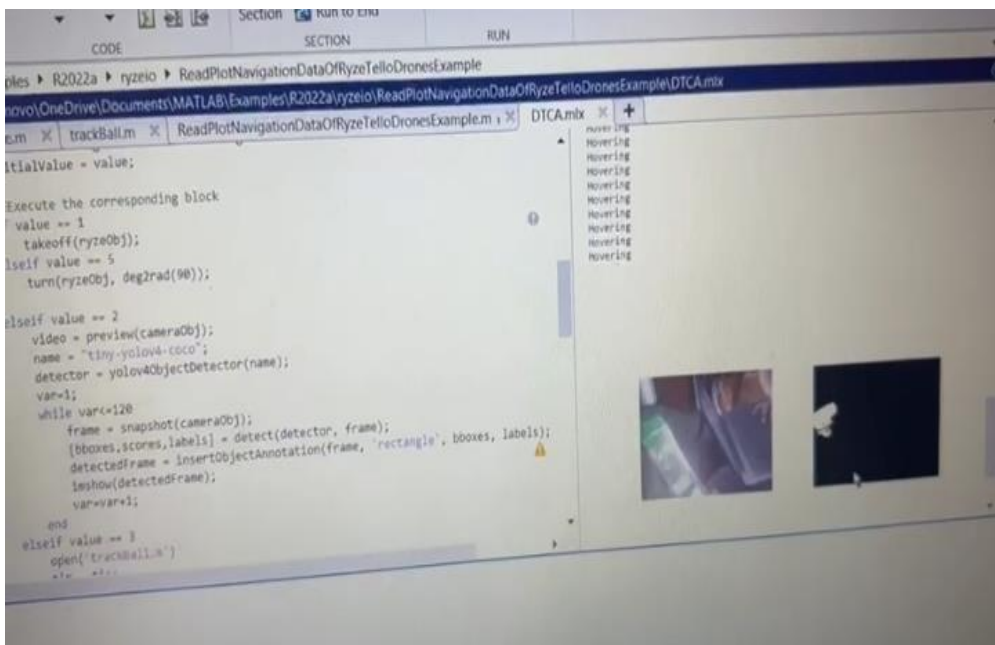 Section Run to End
CODE SECTION RUN
ples ▸ R2022a ▸ ryzeio ▸ ReadPlotNavigationDataOfRyzeTelloDronesExample
novo\OneDrive\Documents\MATLAB\Examples\R2022a\ryzeio\ReadPlotNavigationDataOfRyzeTelloDronesExample\DTCA.mlx
e.m × trackBall.m × ReadPlotNavigationDataOfRyzeTelloDronesExample.m × DTCA.mlx × +
itialValue = value;
Execute the corresponding block
value == 1
takeoff(ryzeObj);
lseif value == 5
turn(ryzeObj, deg2rad(90));
elseif value == 2
video = preview(cameraObj);
name = "tiny-yolov4-coco";
detector = yolov4ObjectDetector(name);
var=1;
while var<=120
frame = snapshot(cameraObj);
[bboxes,scores,labels] = detect(detector, frame);
detectedFrame = insertObjectAnnotation(frame, 'rectangle', bboxes, labels);
imshow(detectedFrame);
var=var+1;
end
elseif value == 3
open('trackBall.m')
Hovering
Hovering
Hovering
Hovering
Hovering
Hovering
Hovering
Hovering
Hovering
Hovering